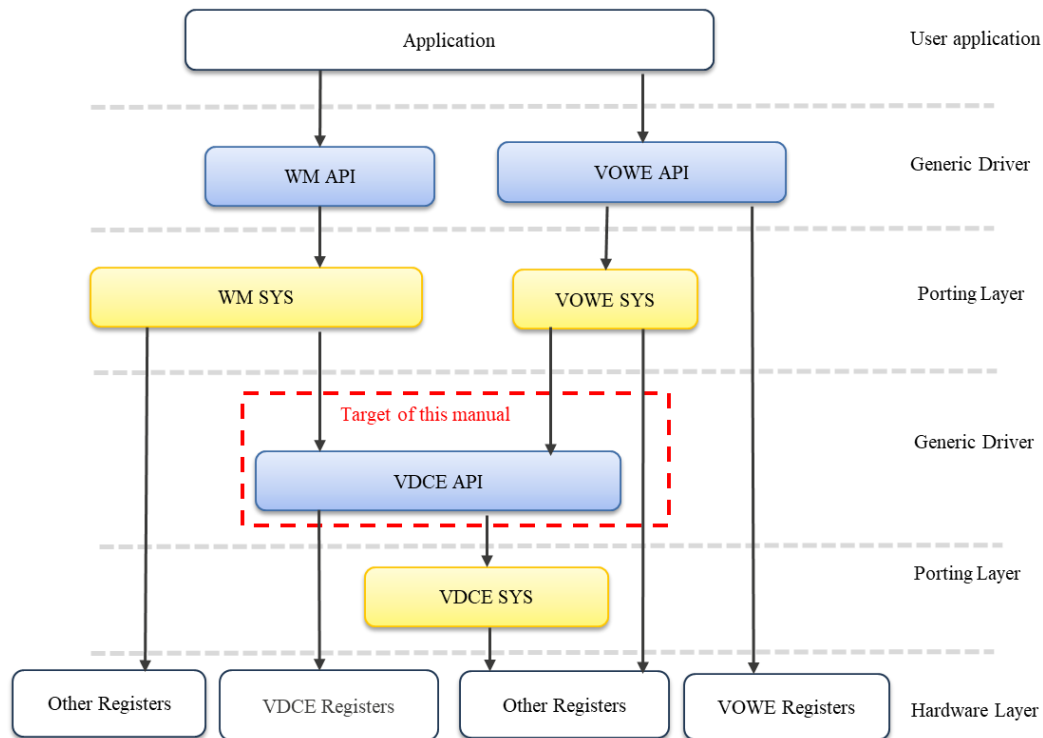 Application
User application
WM API
VOWE API
Generic Driver
WM SYS
VOWE SYS
Porting Layer
Target of this manual
Generic Driver
VDCE API
Porting Layer
VDCE SYS
Other Registers
VDCE Registers
Other Registers
VOWE Registers
Hardware Layer